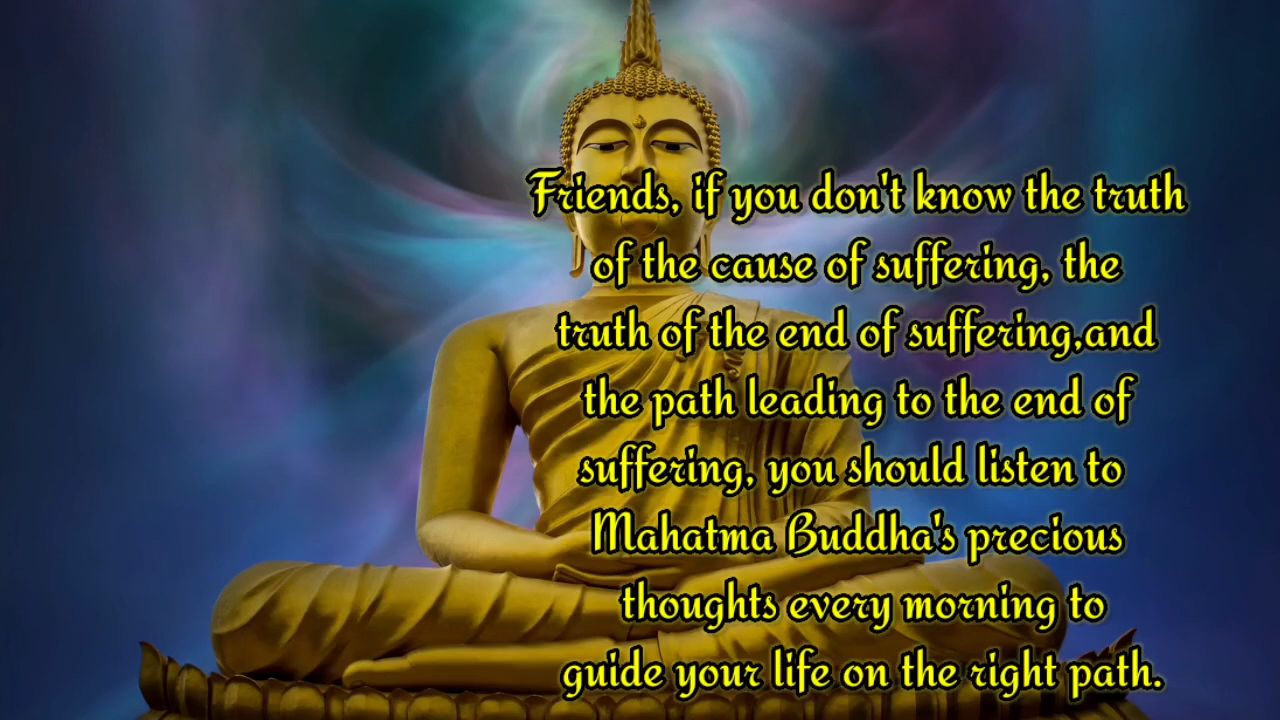 Friends, if you don't know the truth
of the cause of suffering, the
truth of the end of suffering,and
the path leading to the end of
suffering, you should listen to
Mahatma Buddha's precious
thoughts every morning to
guide your life on the right path.